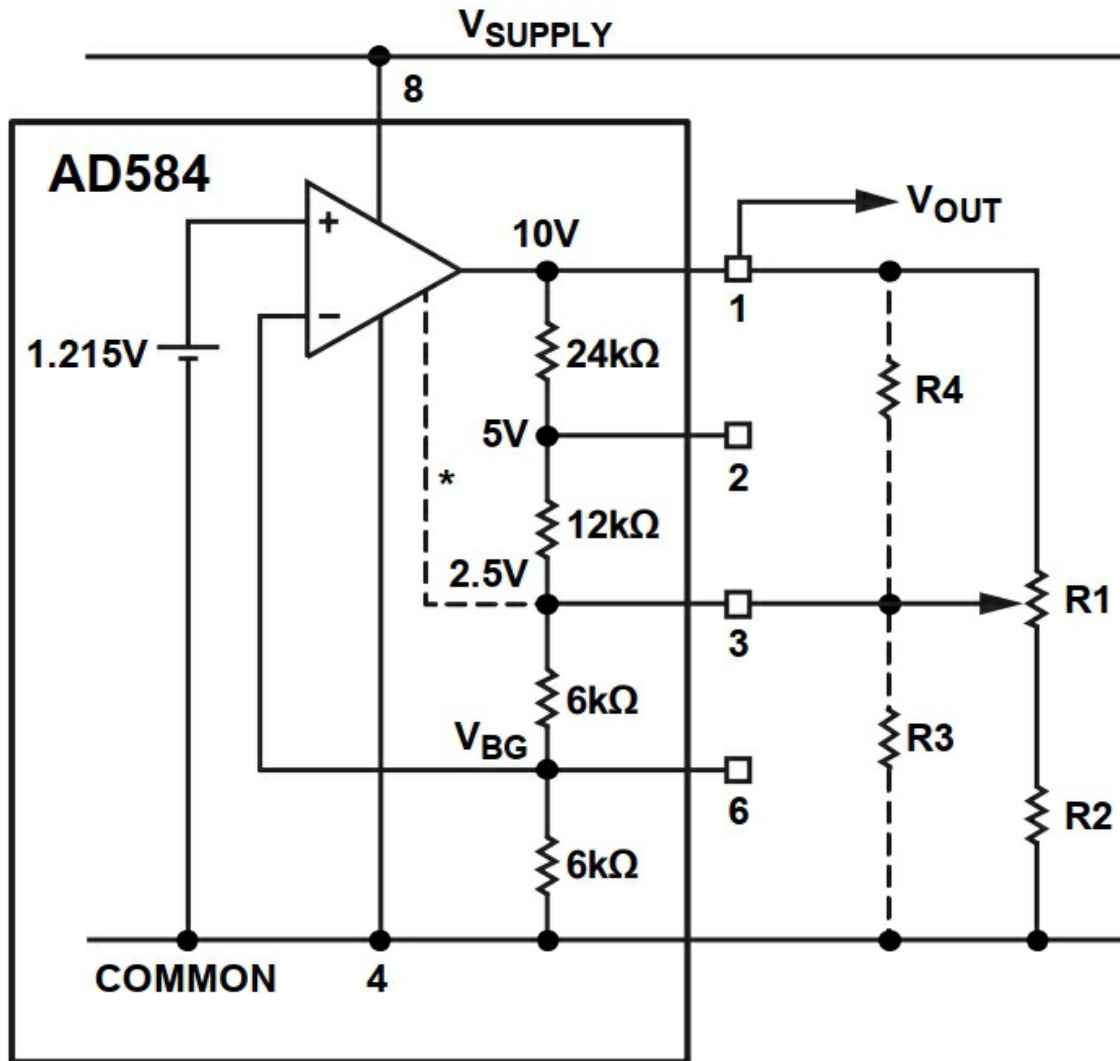 VSUPPLY
8
AD584
+
10V
VOUT
1
−
1.215V
24kΩ
R4
5V
2
*
12kΩ
2.5V
3
R1
6kΩ
VBG
R3
6
R2
6kΩ
COMMON
4